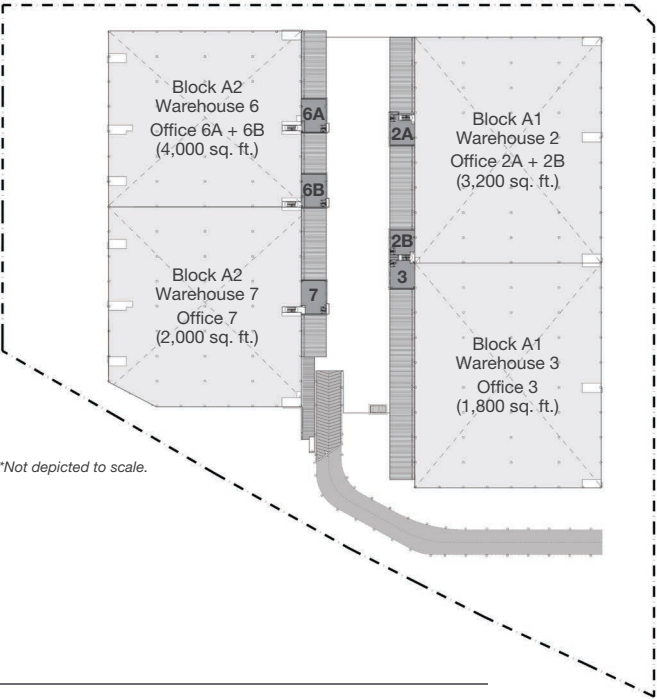 Block A2
Warehouse 6
Office 6A + 6B
(4,000 sq. ft.)
6A
6B
Block A2
Warehouse 7
Office 7
(2,000 sq. ft.)
7
2A
Block A1
Warehouse 2
Office 2A + 2B
(3,200 sq. ft.)
2B
3
Block A1
Warehouse 3
Office 3
(1,800 sq. ft.)
*Not depicted to scale.